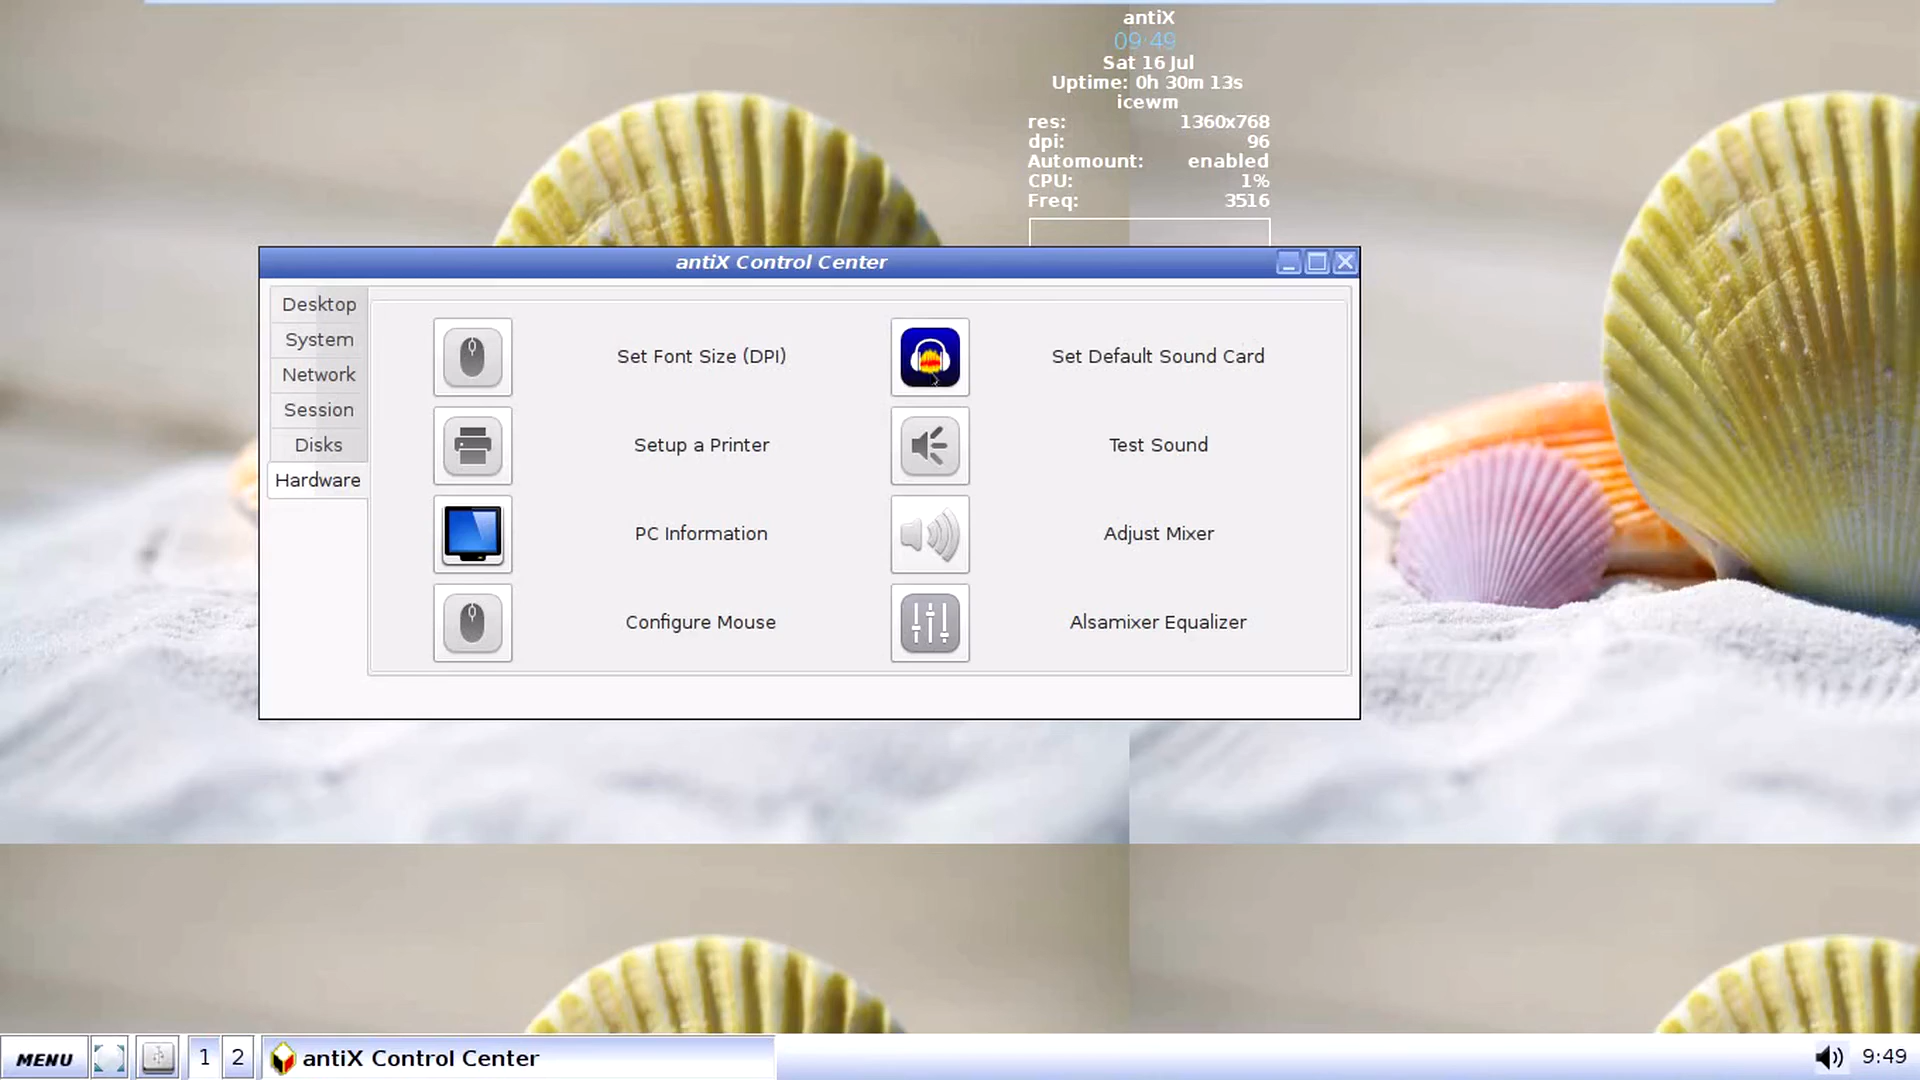 antiX
09:49
Sat 16 Jul
Uptime: 0h 30m 13s
icewm
res: 1360x768
dpi: 96
Automount: enabled
CPU: 1%
Freq: 3516
antiX Control Center
Desktop
System
Network
Session
Disks
Hardware
Set Font Size (DPI)
Set Default Sound Card
Setup a Printer
Test Sound
PC Information
Adjust Mixer
Configure Mouse
Alsamixer Equalizer
MENU 1 2 antiX Control Center 9:49